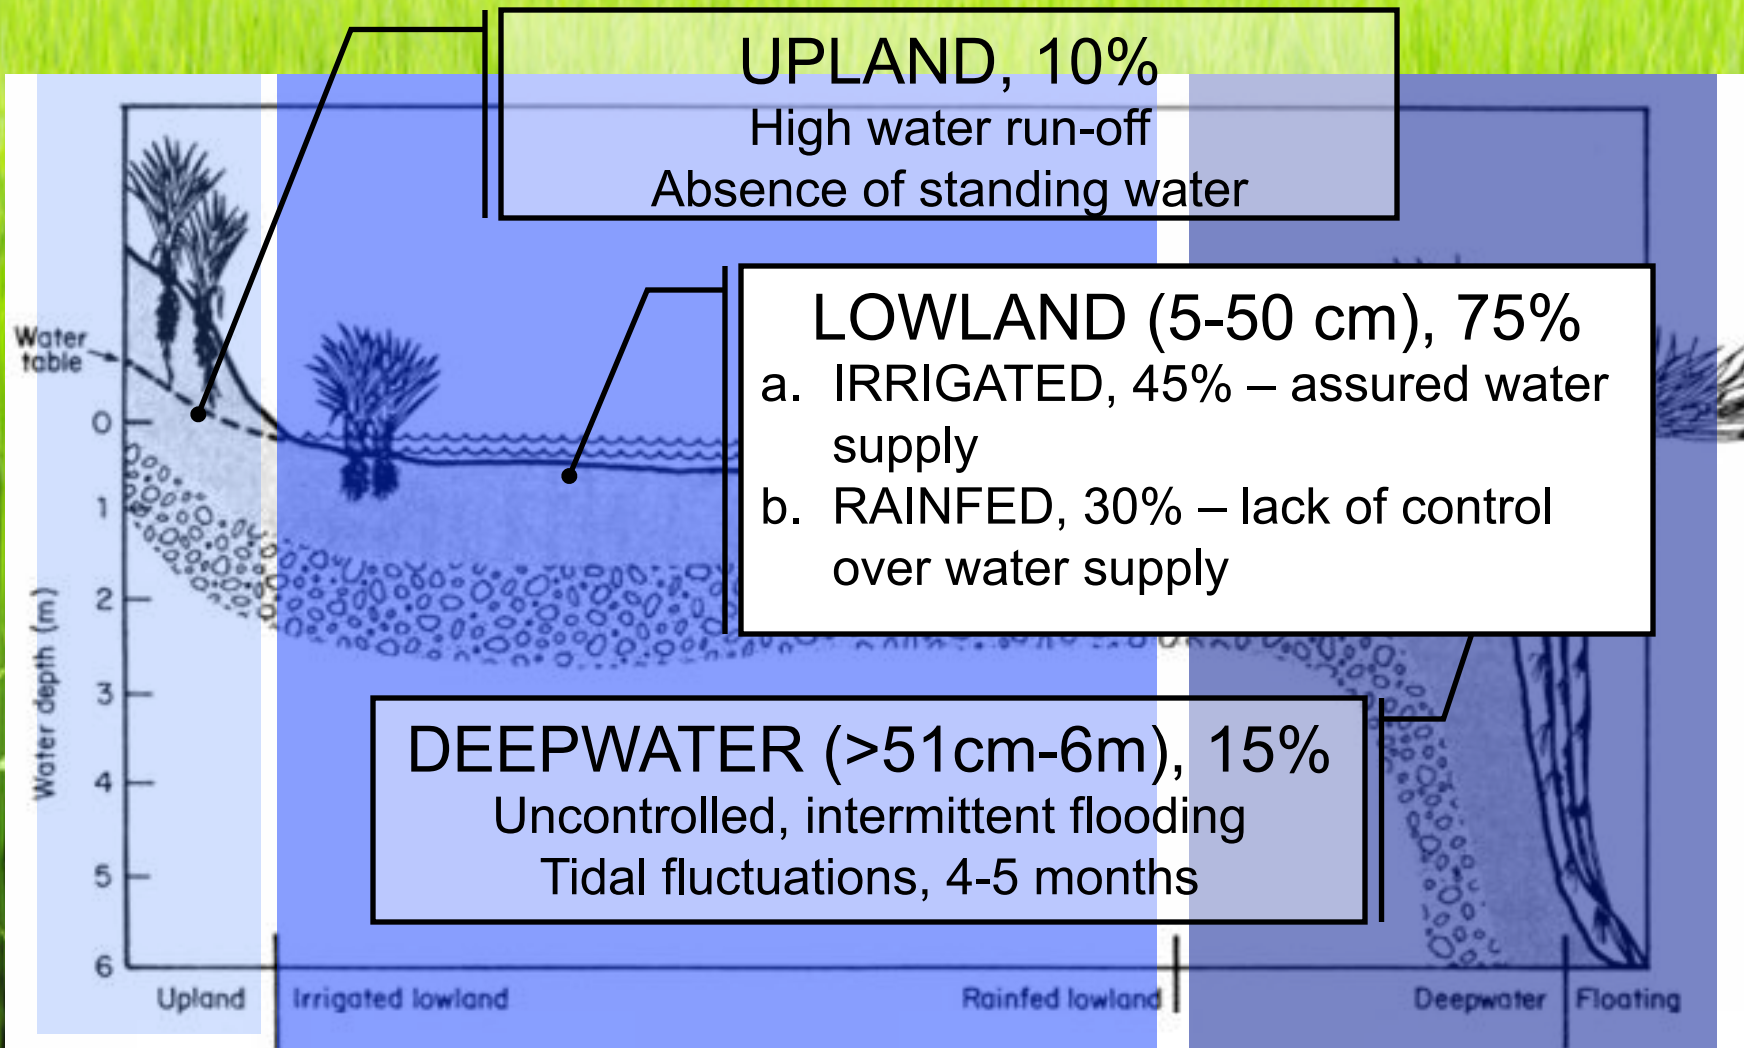 UPLAND, 10%
High water run-off
Absence of standing water
LOWLAND (5-50 cm), 75%
a. IRRIGATED, 45% – assured water
supply
b. RAINFED, 30% – lack of control
over water supply
DEEPWATER (>51cm-6m), 15%
Uncontrolled, intermittent flooding
Tidal fluctuations, 4-5 months
Water
table
Water depth (m)
0
1
2
3
4
5
6
Upland
Irrigated lowland
Rainfed lowland
Deepwater
Floating